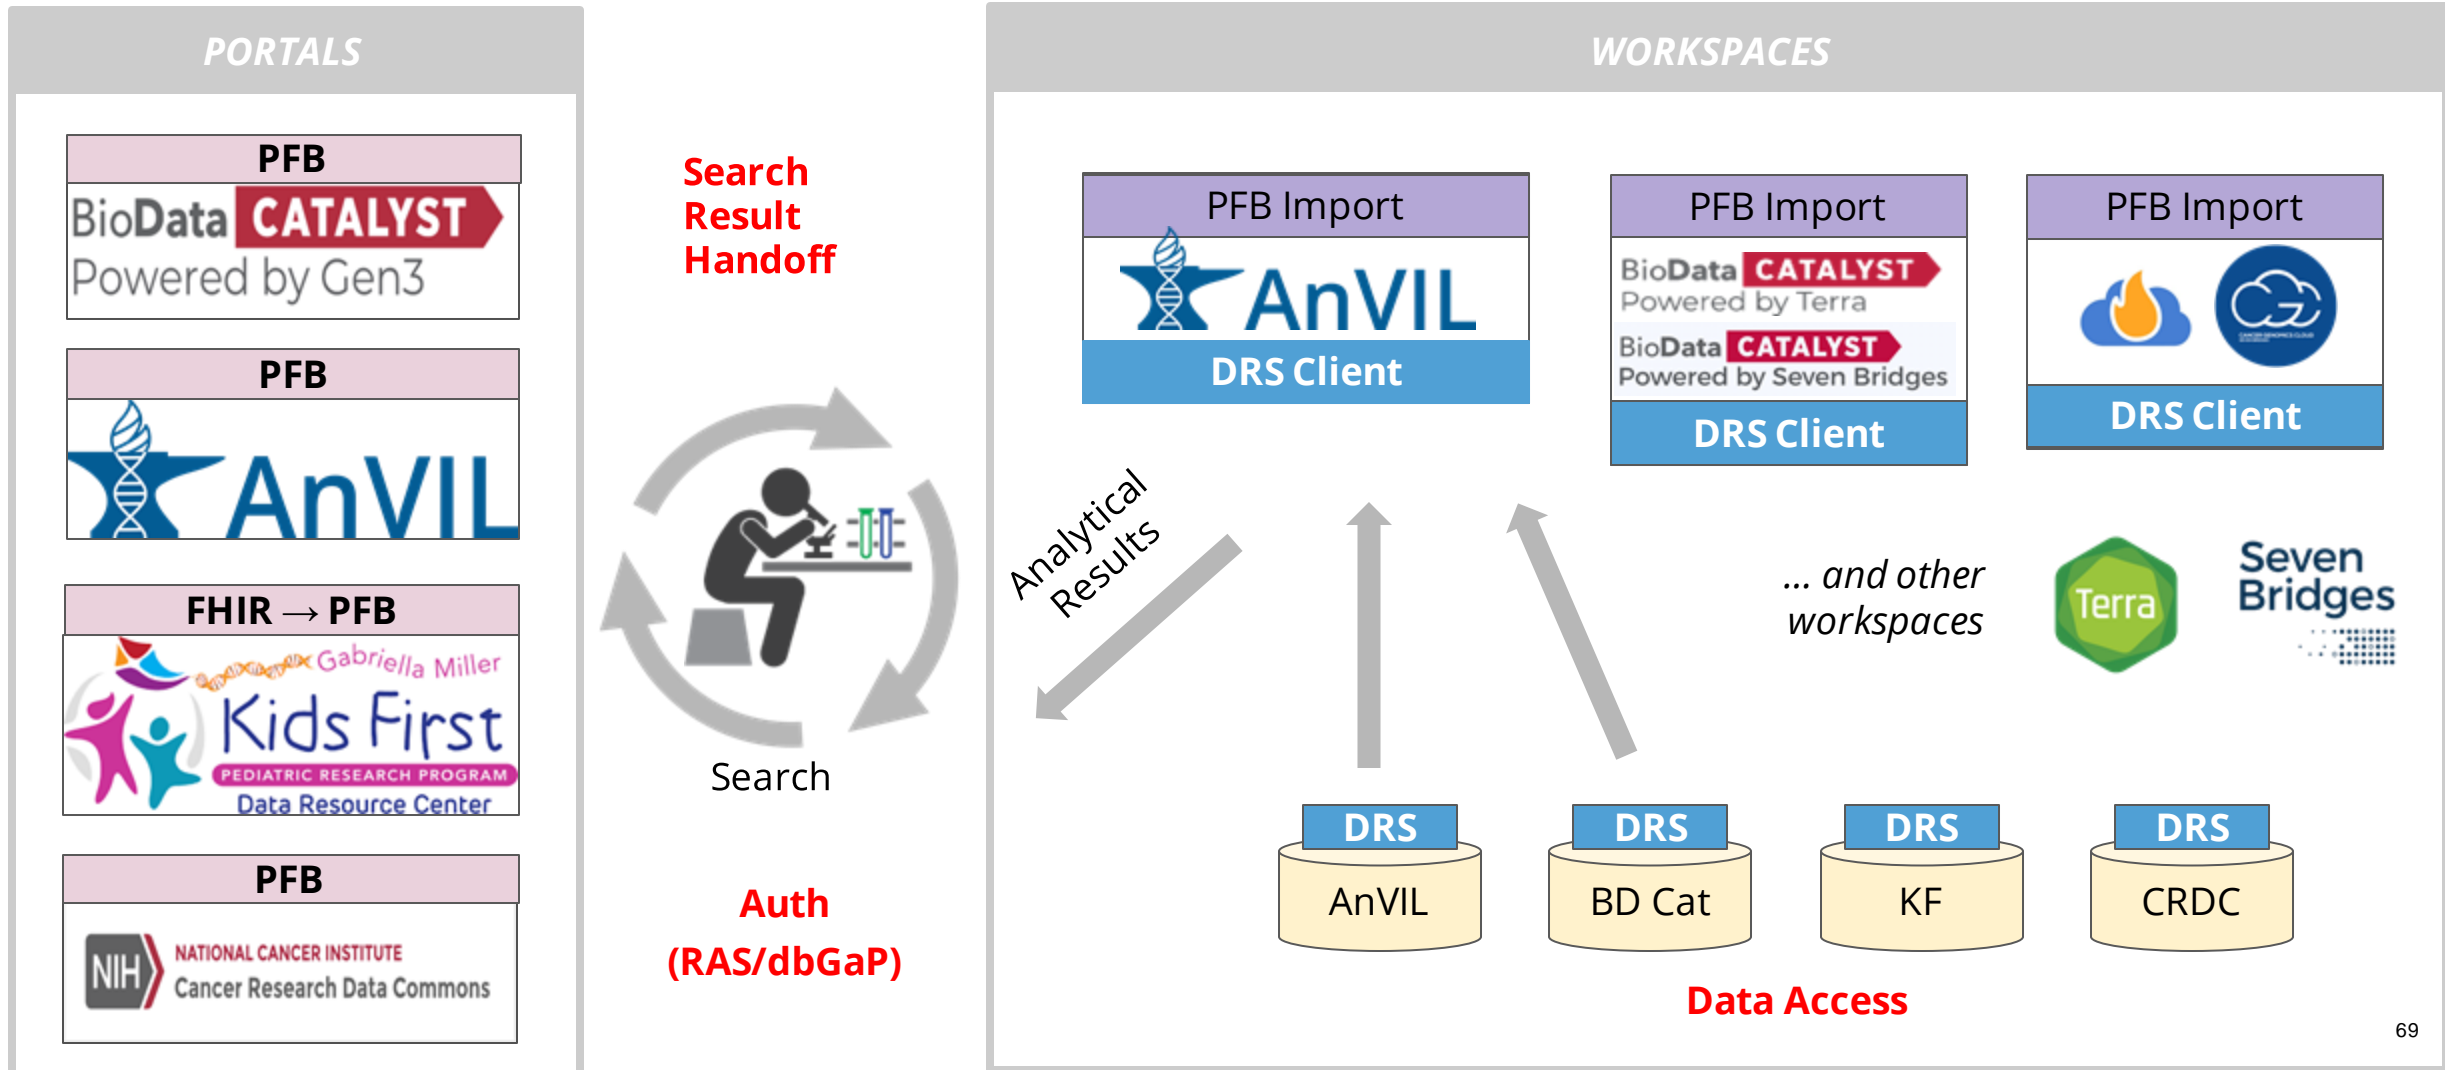 PORTALS
PFB
BioData CATALYST
Powered by Gen3
PFB
AnVIL
FHIR → PFB
Gabriella Miller
Kids First
PEDIATRIC RESEARCH PROGRAM
Data Resource Center
PFB
NIH
NATIONAL CANCER INSTITUTE
Cancer Research Data Commons
Search
Result
Handoff
Search
Auth
(RAS/dbGaP)
WORKSPACES
PFB Import
AnVIL
DRS Client
PFB Import
BioData CATALYST
Powered by Terra
BioData CATALYST
Powered by Seven Bridges
DRS Client
PFB Import
CGC
CANCER GENOMICS CLOUD
DRS Client
Analytical
Results
... and other
workspaces
Terra
Seven
Bridges
DRS
AnVIL
DRS
BD Cat
DRS
KF
DRS
CRDC
Data Access
69